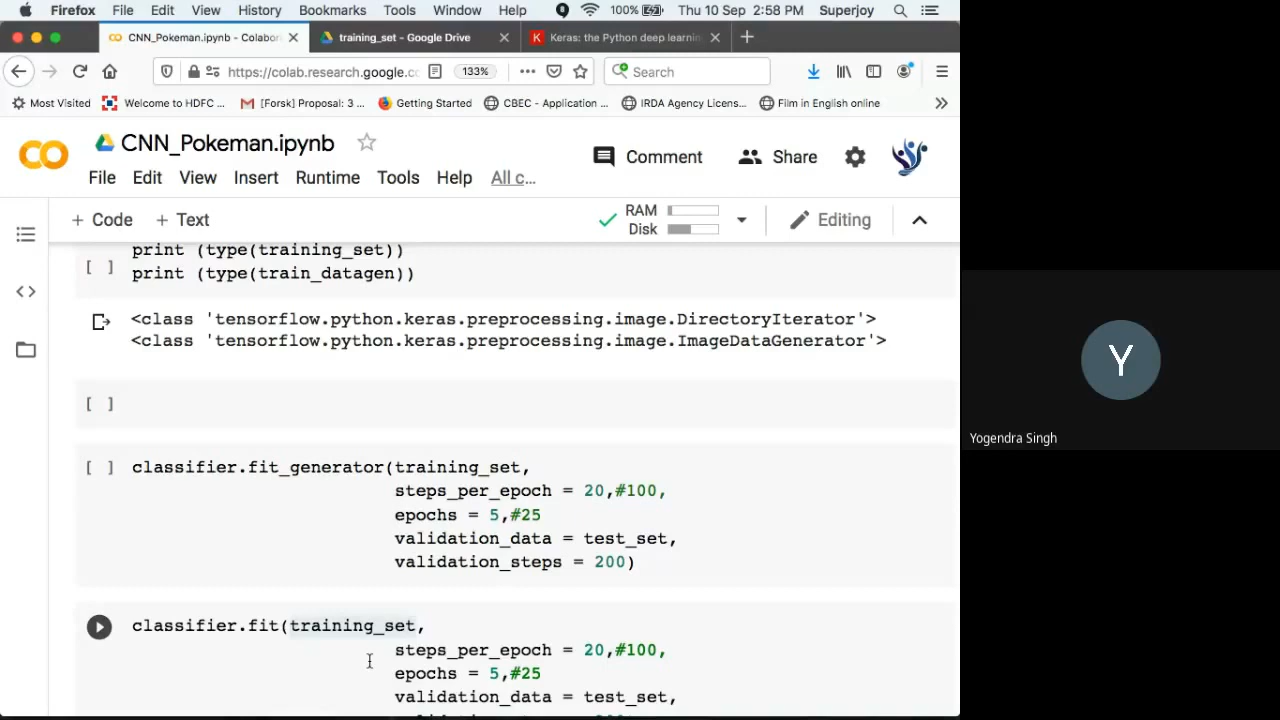 Firefox File Edit View History Bookmarks Tools Window Help 100% Thu 10 Sep 2:58 PM Superjoy
CNN_Pokeman.ipynb - Colabor training_set - Google Drive K Keras: the Python deep learnin
https://colab.research.google.cc 133% Search
Most Visited Welcome to HDFC ... [Forsk] Proposal: 3 ... Getting Started CBEC - Application ... IRDA Agency Licens... Film in English online
CNN_Pokeman.ipynb
Comment Share
File Edit View Insert Runtime Tools Help All c...
+ Code + Text RAM Disk Editing
print (type(training_set))
[ ] print (type(train_datagen))
<class 'tensorflow.python.keras.preprocessing.image.DirectoryIterator'>
<class 'tensorflow.python.keras.preprocessing.image.ImageDataGenerator'>
[ ]
[ ] classifier.fit_generator(training_set,
steps_per_epoch = 20,#100,
epochs = 5,#25
validation_data = test_set,
validation_steps = 200)
classifier.fit(training_set,
steps_per_epoch = 20,#100,
epochs = 5,#25
validation_data = test_set,
Y
Yogendra Singh